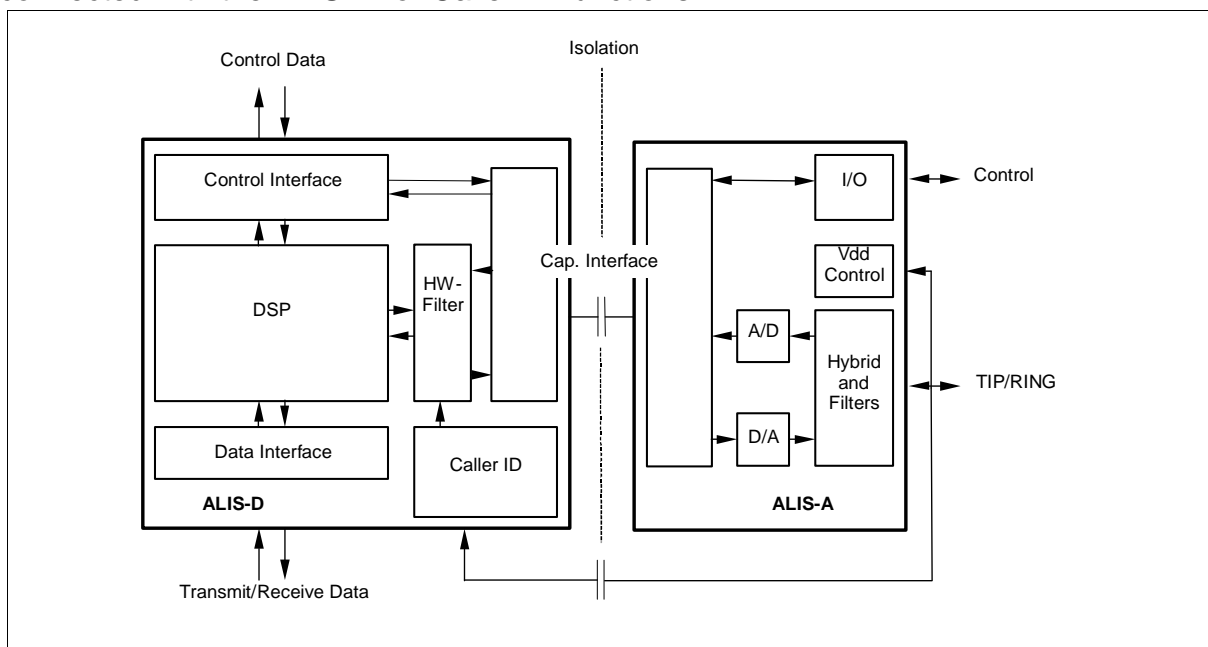 Isolation
Control Data
Control Interface
I/O
Control
Cap. Interface
Vdd
Control
HW-
Filter
DSP
A/D
Hybrid
and
Filters
TIP/RING
D/A
Data Interface
Caller ID
ALIS-D
ALIS-A
Transmit/Receive Data